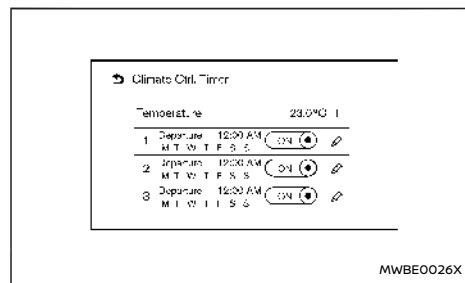 Climate Ctrl. Timer
Temperature 23.0°C
1 Departure 12:00 AM ON
M T W T F S S
2 Departure 12:00 AM ON
M T W T F S S
3 Departure 12:00 AM ON
M T W T F S S
MWBE0026X